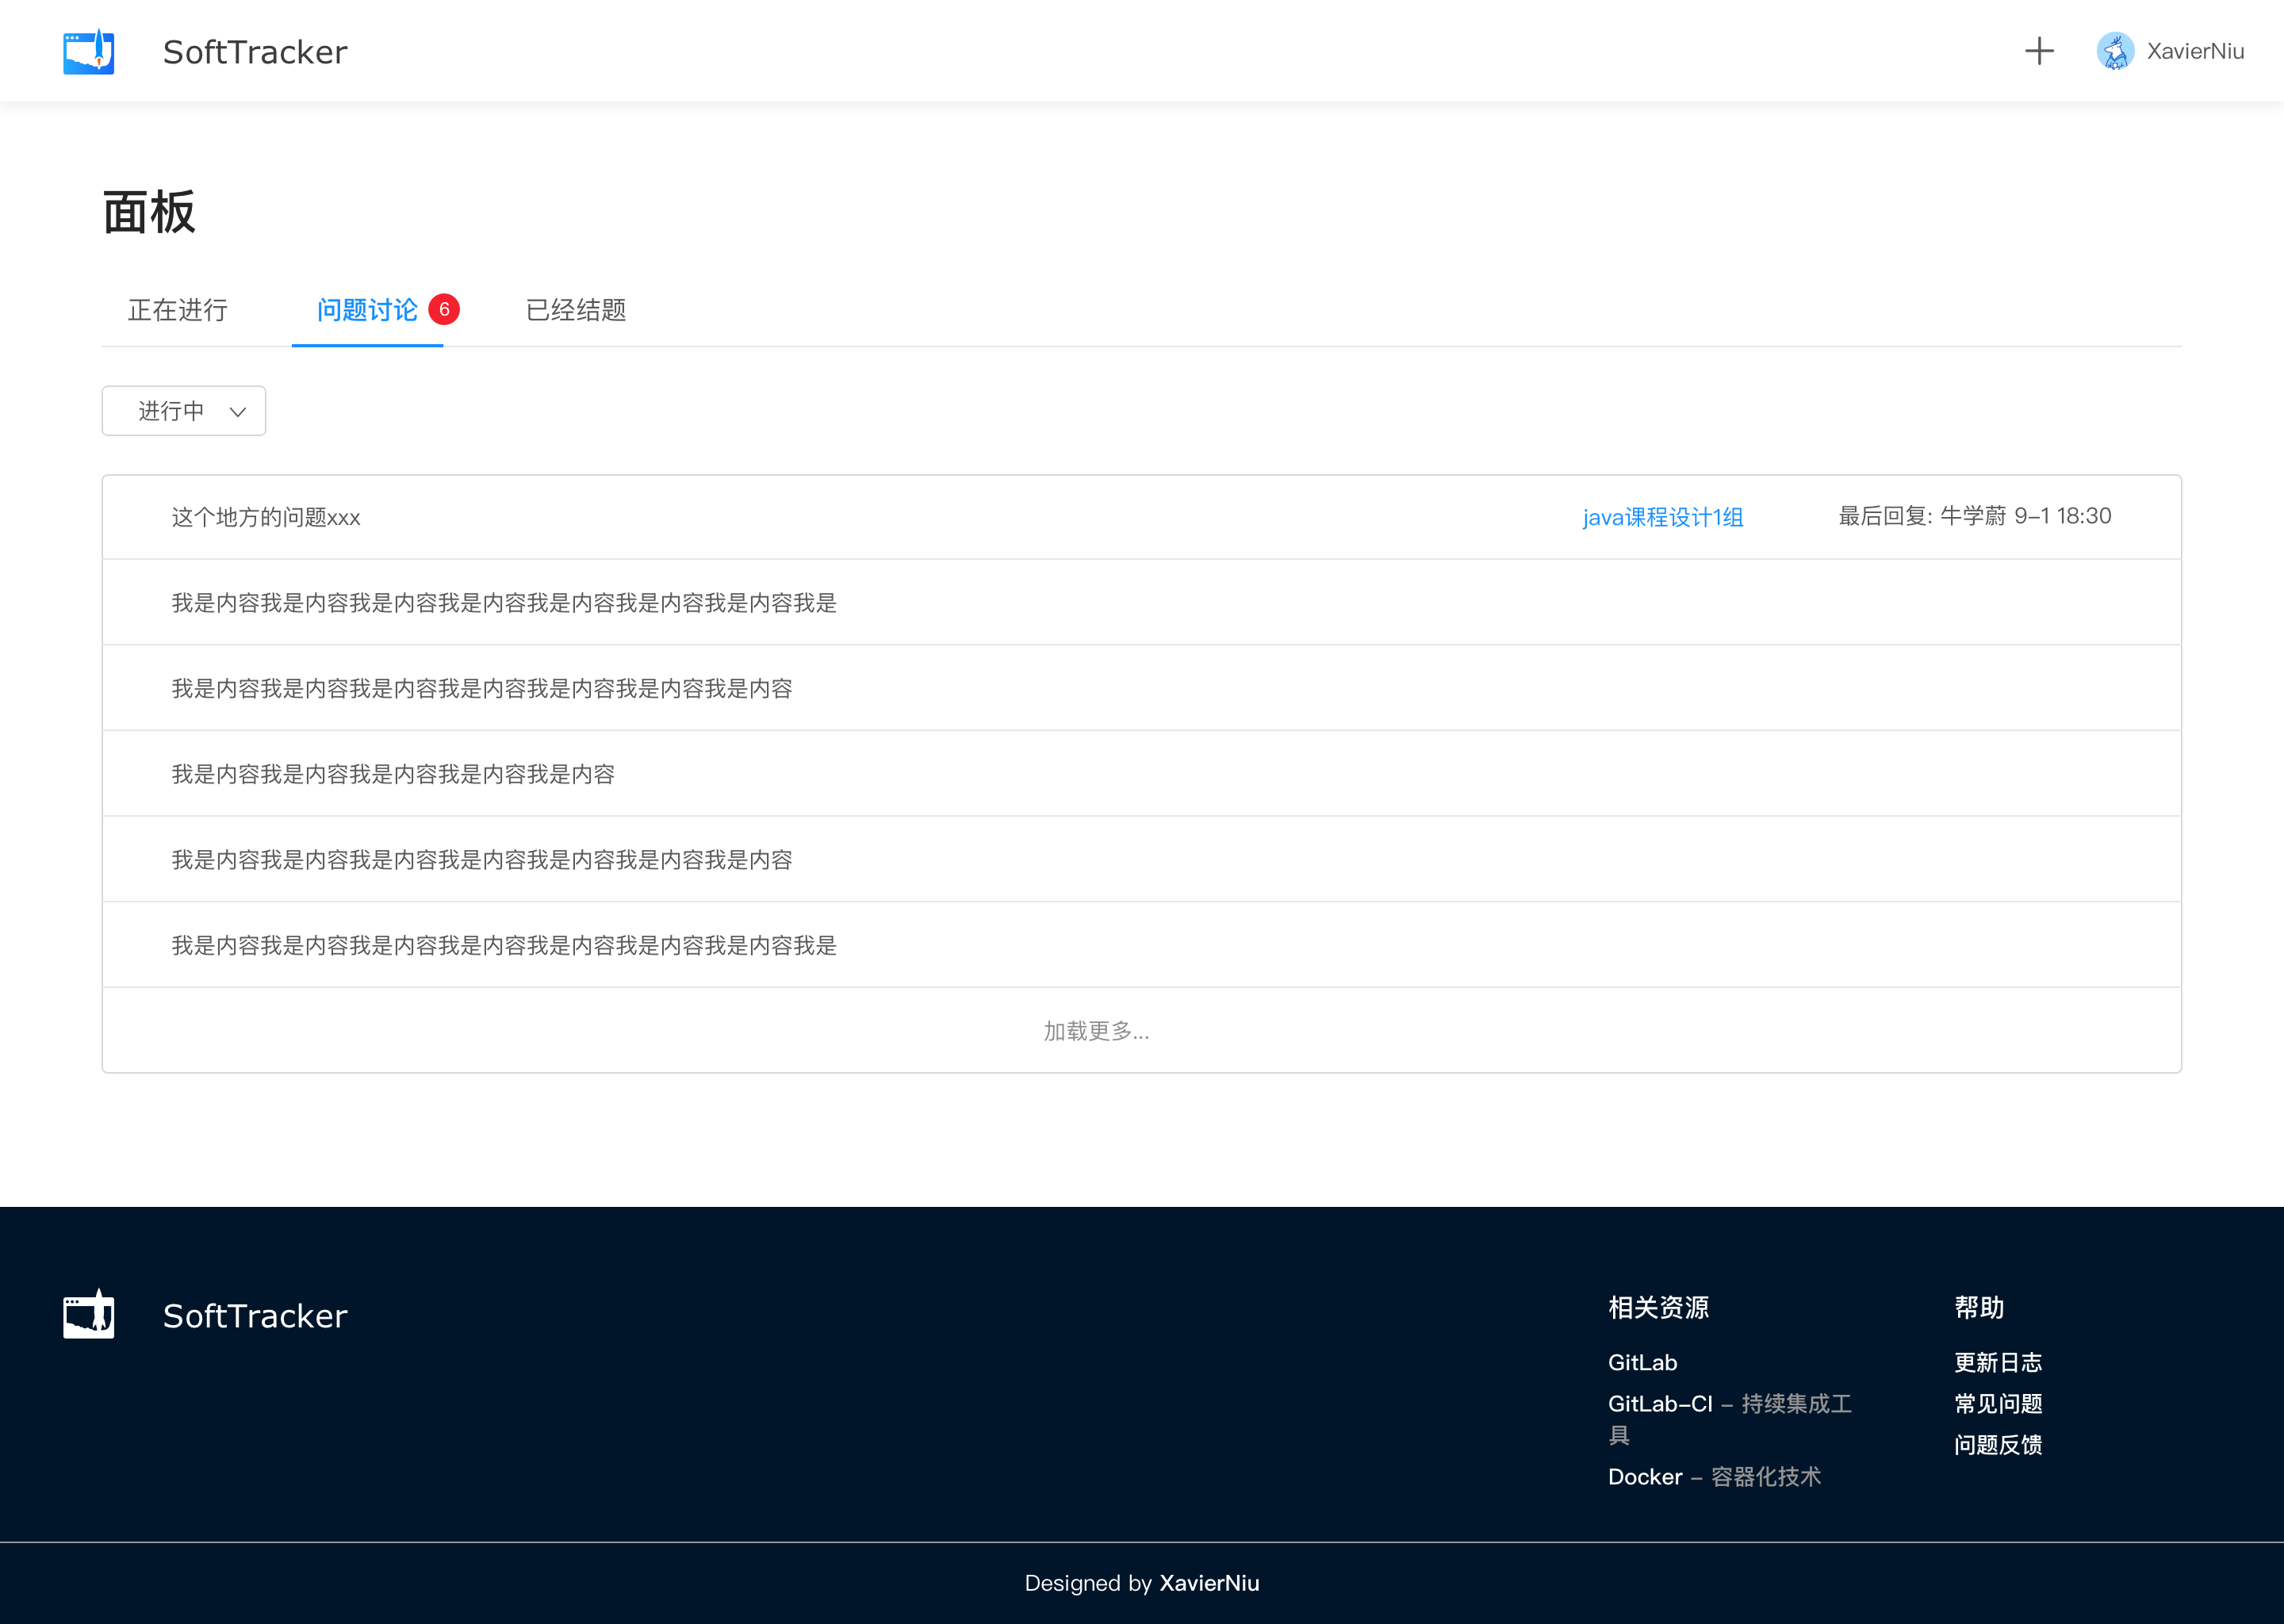 SoftTracker
XavierNiu
面板
正在进行
问题讨论 6
已经结题
进行中
这个地方的问题xxx
java课程设计1组
最后回复: 牛学蔚 9-1 18:30
我是内容我是内容我是内容我是内容我是内容我是内容我是内容我是
我是内容我是内容我是内容我是内容我是内容我是内容我是内容
我是内容我是内容我是内容我是内容我是内容
我是内容我是内容我是内容我是内容我是内容我是内容我是内容
我是内容我是内容我是内容我是内容我是内容我是内容我是内容我是
加载更多...
SoftTracker
相关资源
GitLab
GitLab-CI - 持续集成工
具
Docker - 容器化技术
帮助
更新日志
常见问题
问题反馈
Designed by XavierNiu